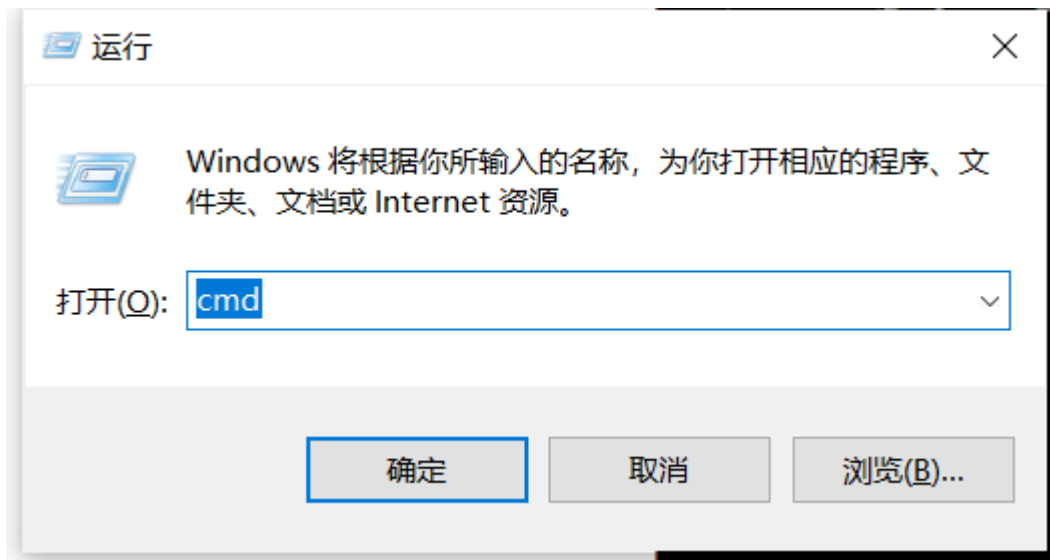 运行
Windows 将根据你所输入的名称，为你打开相应的程序、文
件夹、文档或 Internet 资源。
打开(O): cmd
确定 取消 浏览(B)...